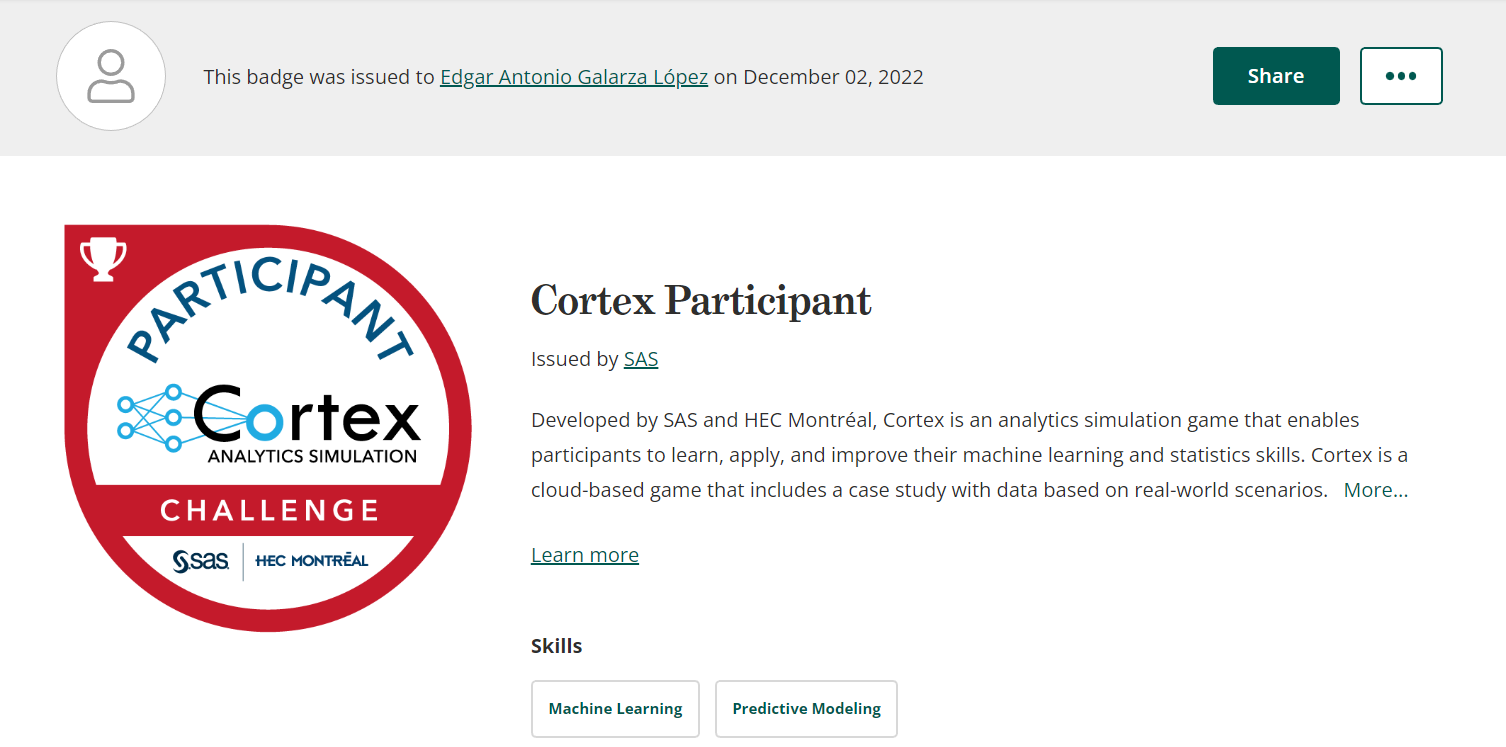 This badge was issued to Edgar Antonio Galarza López on December 02, 2022
Share
PARTICIPANT
Cortex
ANALYTICS SIMULATION
CHALLENGE
sas
HEC MONTRĒAL
Cortex Participant
Issued by SAS
Developed by SAS and HEC Montréal, Cortex is an analytics simulation game that enables
participants to learn, apply, and improve their machine learning and statistics skills. Cortex is a
cloud-based game that includes a case study with data based on real-world scenarios. More...
Learn more
Skills
Machine Learning
Predictive Modeling